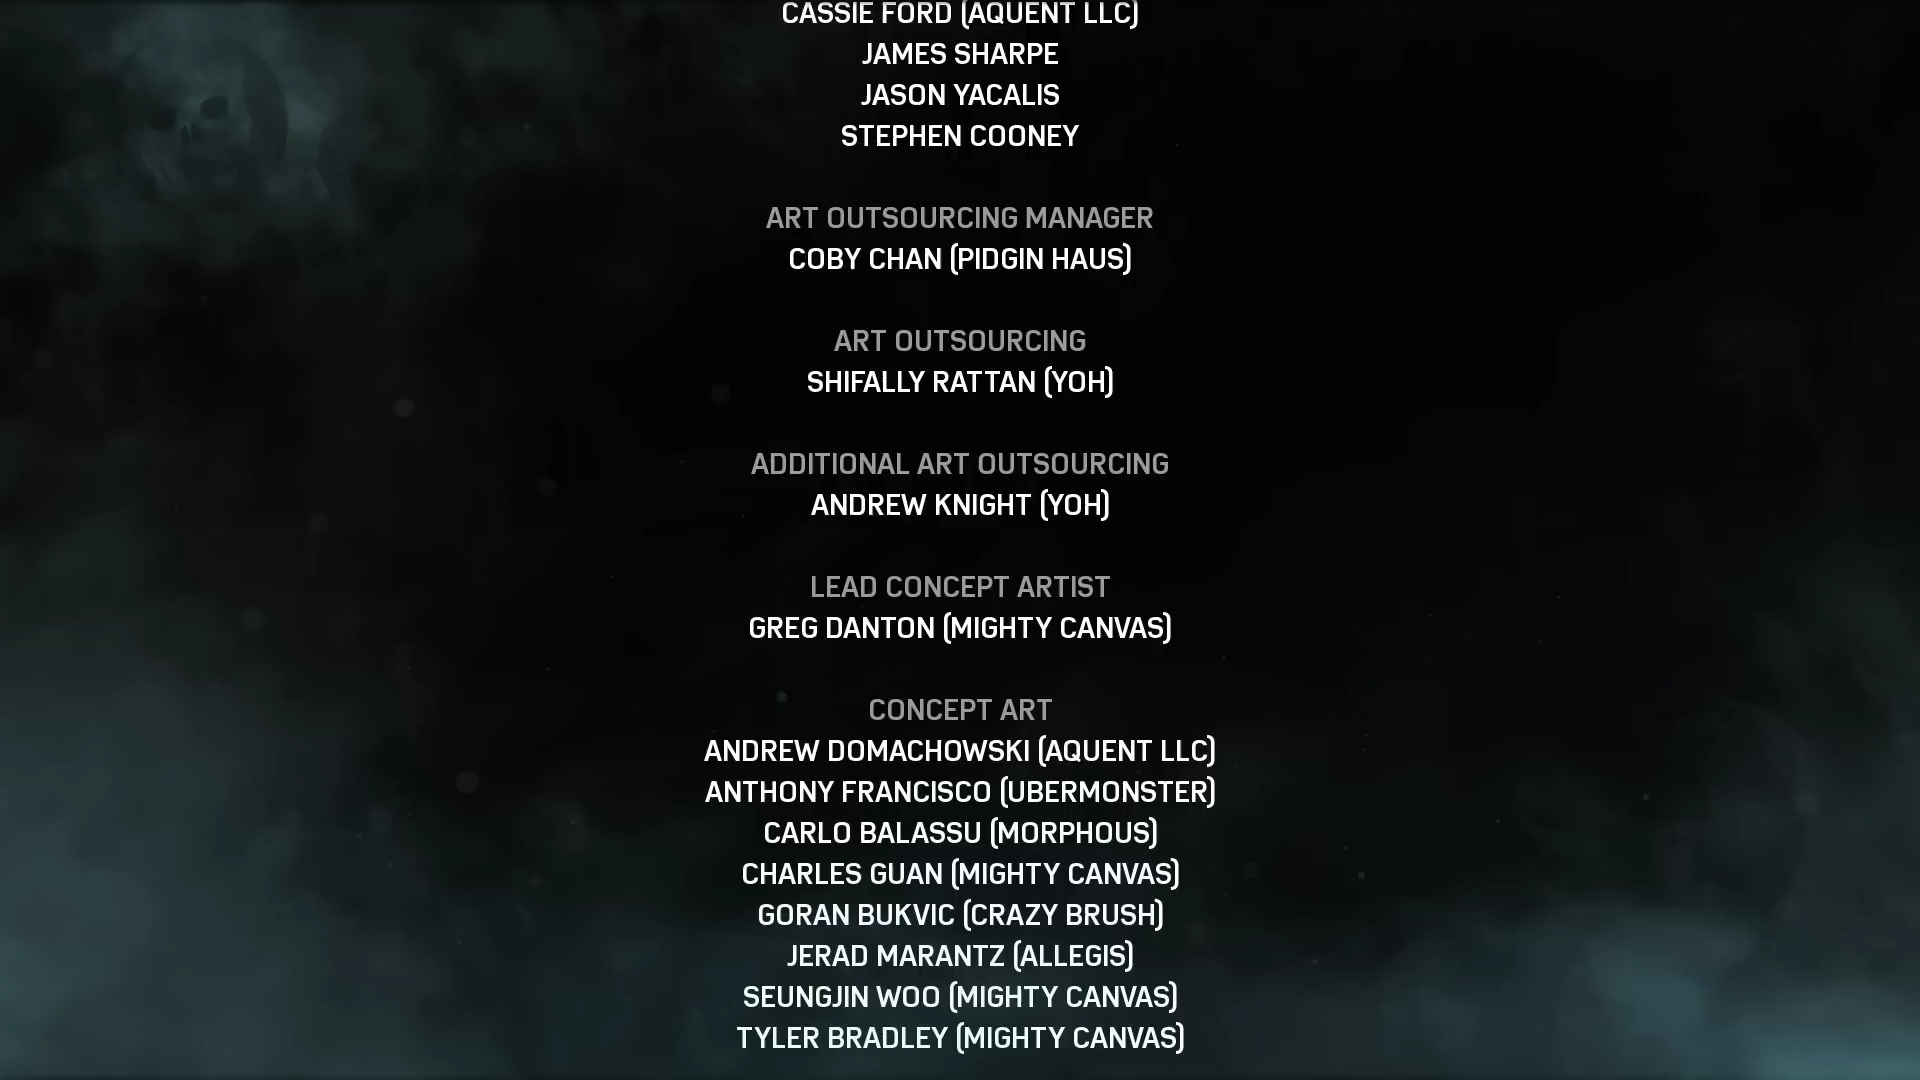 CASSIE FORD (AQUENT LLC)
JAMES SHARPE
JASON YACALIS
STEPHEN COONEY
ART OUTSOURCING MANAGER
COBY CHAN (PIDGIN HAUS)
ART OUTSOURCING
SHIFALLY RATTAN (YOH)
ADDITIONAL ART OUTSOURCING
ANDREW KNIGHT (YOH)
LEAD CONCEPT ARTIST
GREG DANTON (MIGHTY CANVAS)
CONCEPT ART
ANDREW DOMACHOWSKI (AQUENT LLC)
ANTHONY FRANCISCO (UBERMONSTER)
CARLO BALASSU (MORPHOUS)
CHARLES GUAN (MIGHTY CANVAS)
GORAN BUKVIC (CRAZY BRUSH)
JERAD MARANTZ (ALLEGIS)
SEUNGJIN WOO (MIGHTY CANVAS)
TYLER BRADLEY (MIGHTY CANVAS)